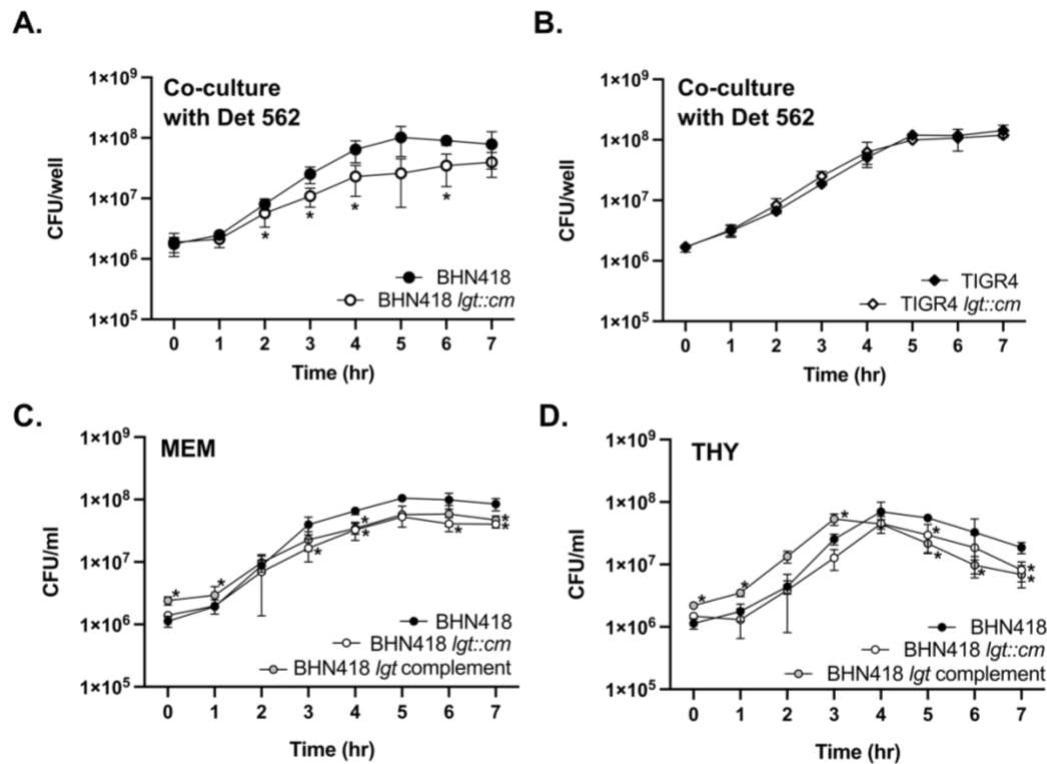 A.
Co-culture
with Det 562
1×10⁹
1×10⁸
1×10⁷
1×10⁶
1×10⁵
CFU/well
*
*
*
*
BHN418
BHN418 lgt::cm
0 1 2 3 4 5 6 7
Time (hr)
B.
Co-culture
with Det 562
1×10⁹
1×10⁸
1×10⁷
1×10⁶
1×10⁵
CFU/well
TIGR4
TIGR4 lgt::cm
0 1 2 3 4 5 6 7
Time (hr)
C.
MEM
1×10⁹
1×10⁸
1×10⁷
1×10⁶
1×10⁵
CFU/ml
* * * * * * * *
BHN418
BHN418 lgt::cm
BHN418 lgt complement
0 1 2 3 4 5 6 7
Time (hr)
D.
THY
1×10⁹
1×10⁸
1×10⁷
1×10⁶
1×10⁵
CFU/ml
* * * * * * * *
BHN418
BHN418 lgt::cm
BHN418 lgt complement
0 1 2 3 4 5 6 7
Time (hr)